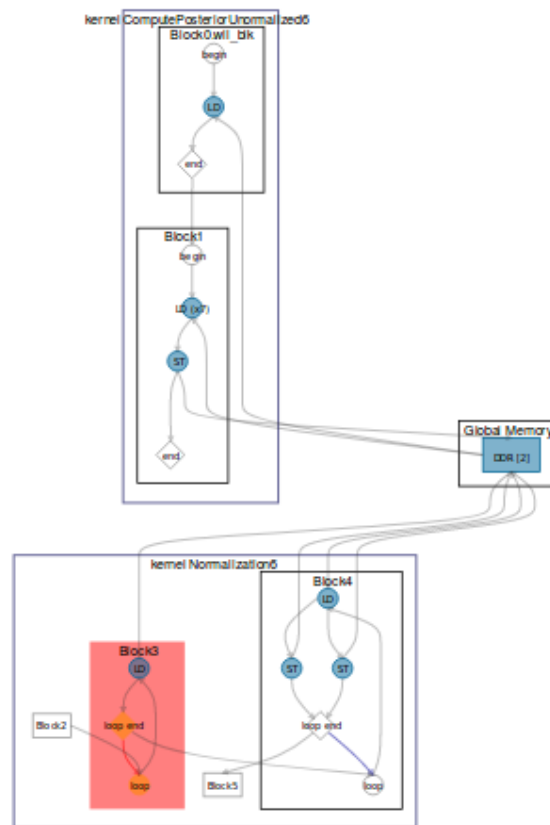 kernel ComputePosteriorUnormalized6
Block0.wii_blk
begin
LD
end
Block1
begin
LD (x7)
ST
end
Global Memory
DDR [2]
kernel Normalization6
Block4
LD
Block3
LD
ST
ST
Block2
loop end
loop end
loop
Block5
loop